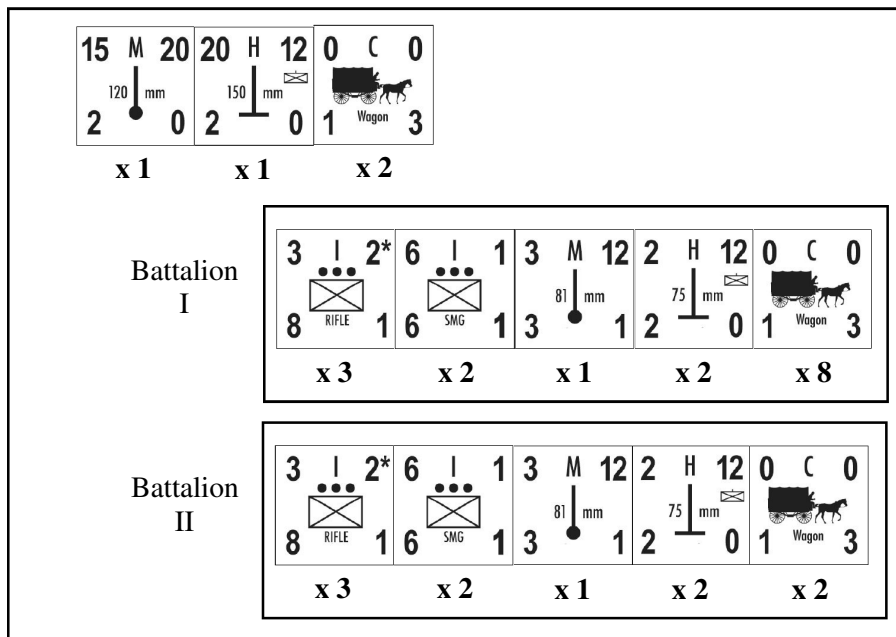 15 M 20 20 H 12 0 C 0
120 mm 150 mm
Wagon
2 0 2 0 1 3
x 1 x 1 x 2
Battalion
I
3 I 2* 6 I 1 3 M 12 2 H 12 0 C 0
81 mm 75 mm
RIFLE SMG Wagon
8 1 6 1 3 1 2 0 1 3
x 3 x 2 x 1 x 2 x 8
Battalion
II
3 I 2* 6 I 1 3 M 12 2 H 12 0 C 0
81 mm 75 mm
RIFLE SMG Wagon
8 1 6 1 3 1 2 0 1 3
x 3 x 2 x 1 x 2 x 2